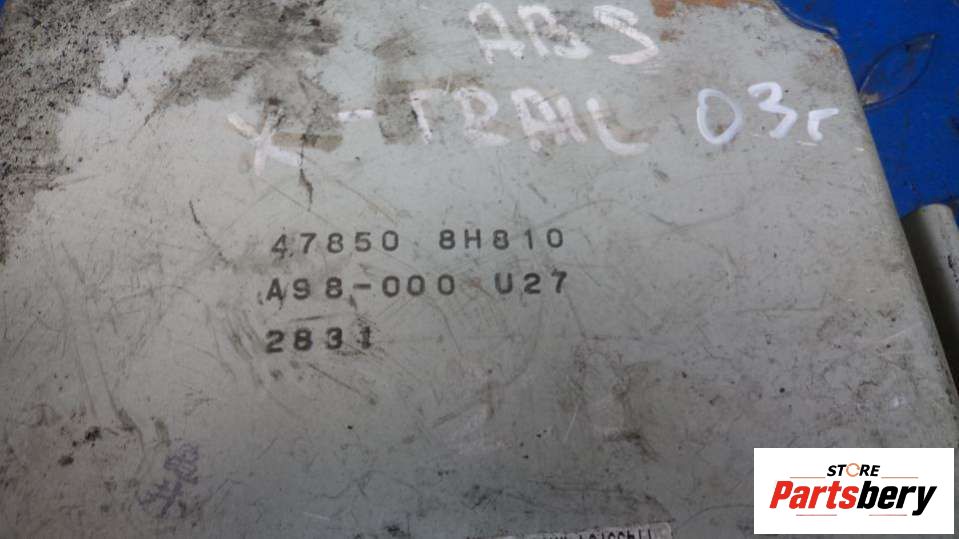 ABS
X-TRAIL 03г
47850 8H810
A98-000 U27
2831
STORE
Partsbery